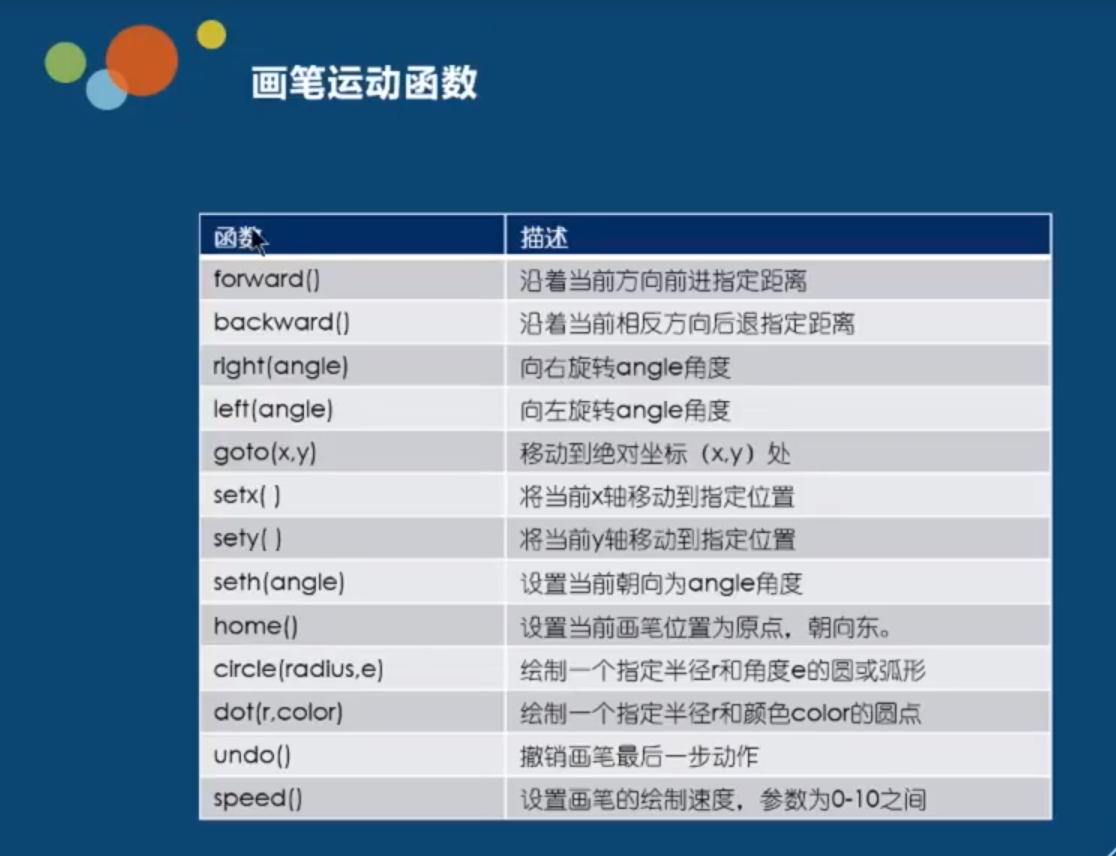 画笔运动函数
函数 描述
forward() 沿着当前方向前进指定距离
backward() 沿着当前相反方向后退指定距离
right(angle) 向右旋转angle角度
left(angle) 向左旋转angle角度
goto(x,y) 移动到绝对坐标（x,y）处
setx( ) 将当前x轴移动到指定位置
sety( ) 将当前y轴移动到指定位置
seth(angle) 设置当前朝向为angle角度
home() 设置当前画笔位置为原点，朝向东。
circle(radius,e) 绘制一个指定半径r和角度e的圆或弧形
dot(r,color) 绘制一个指定半径r和颜色color的圆点
undo() 撤销画笔最后一步动作
speed() 设置画笔的绘制速度，参数为0-10之间